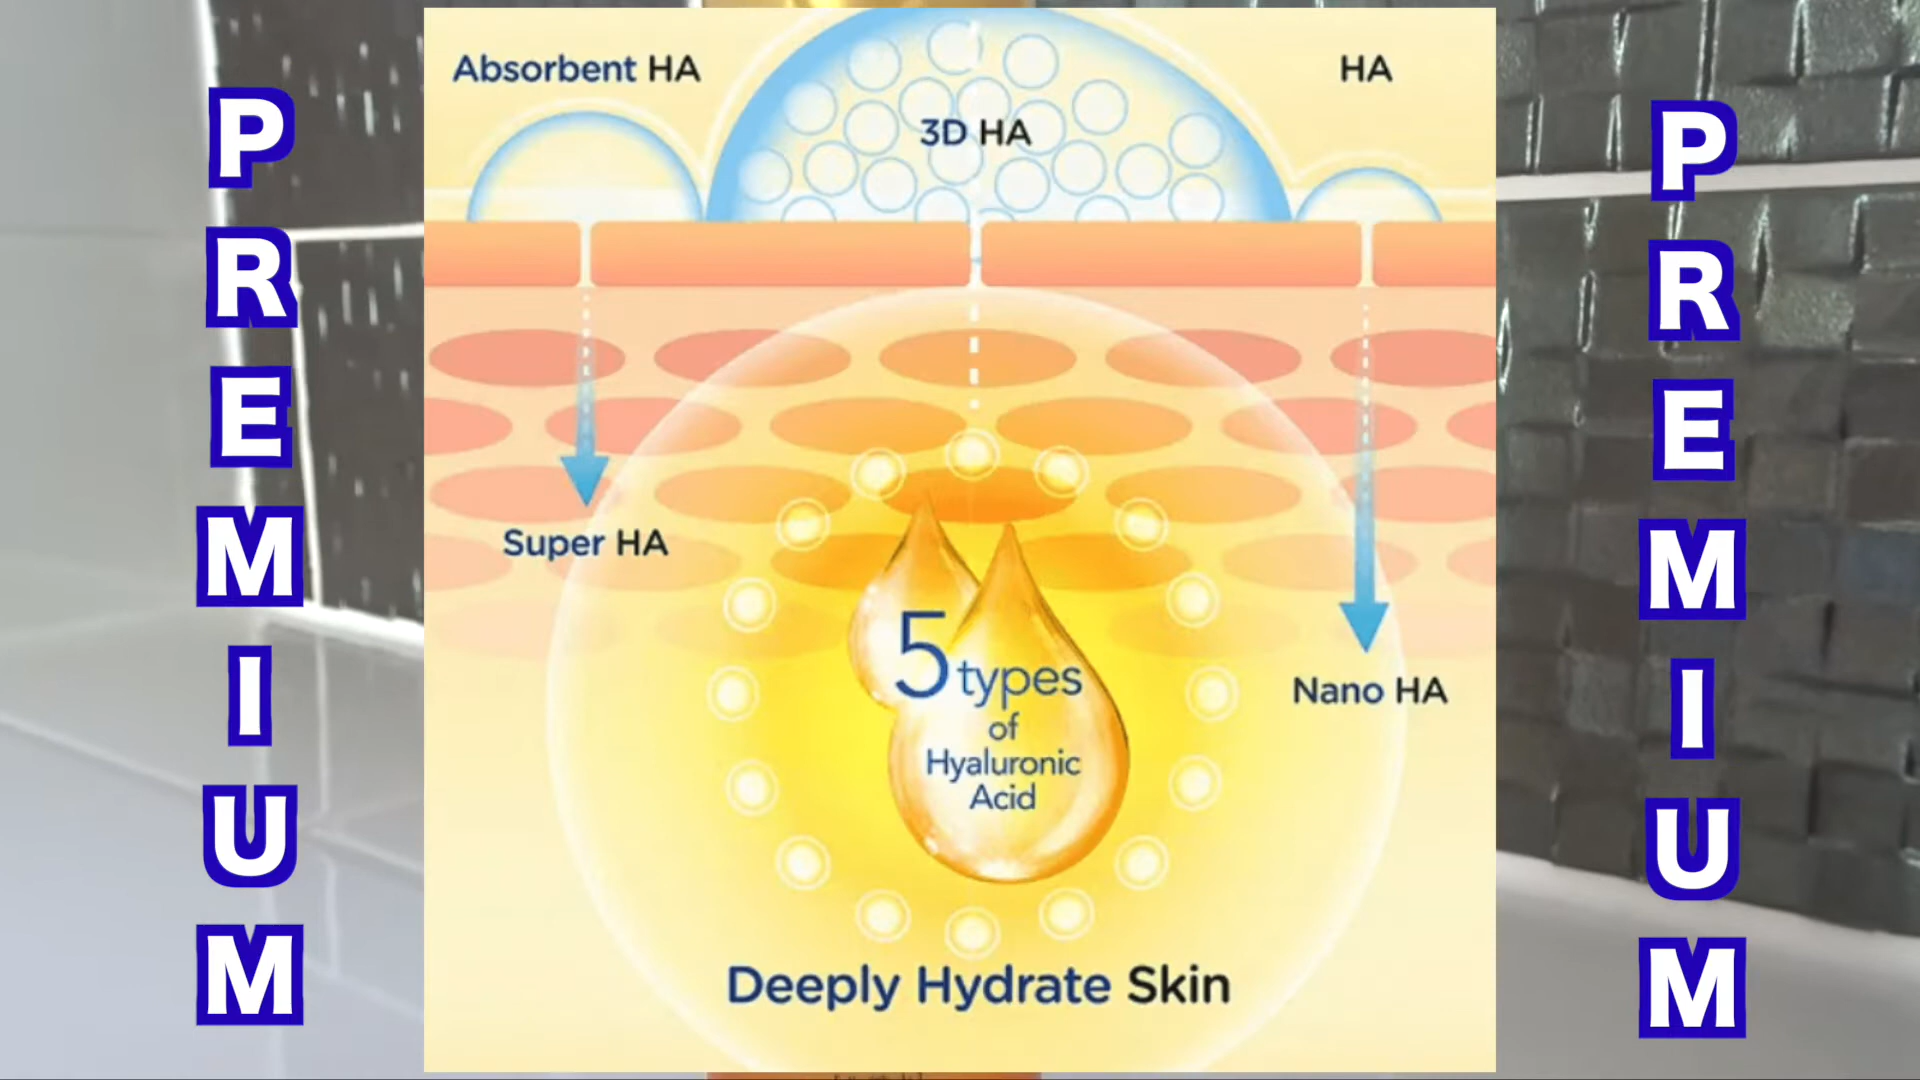 PREMIUM
Absorbent HA
3D HA
HA
Super HA
Nano HA
5 types
of
Hyaluronic
Acid
Deeply Hydrate Skin
PREMIUM